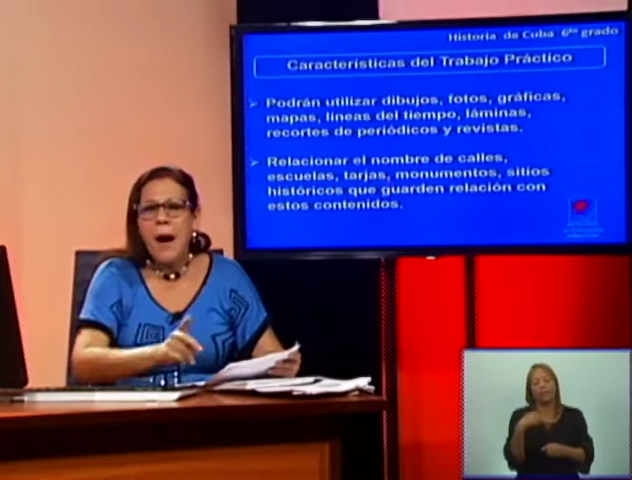 Historia de Cuba 6to grado
Características del Trabajo Práctico
➢ Podrán utilizar dibujos, fotos, gráficas,
mapas, líneas del tiempo, láminas,
recortes de periódicos y revistas.
➢ Relacionar el nombre de calles,
escuelas, tarjas, monumentos, sitios
históricos que guarden relación con
estos contenidos.